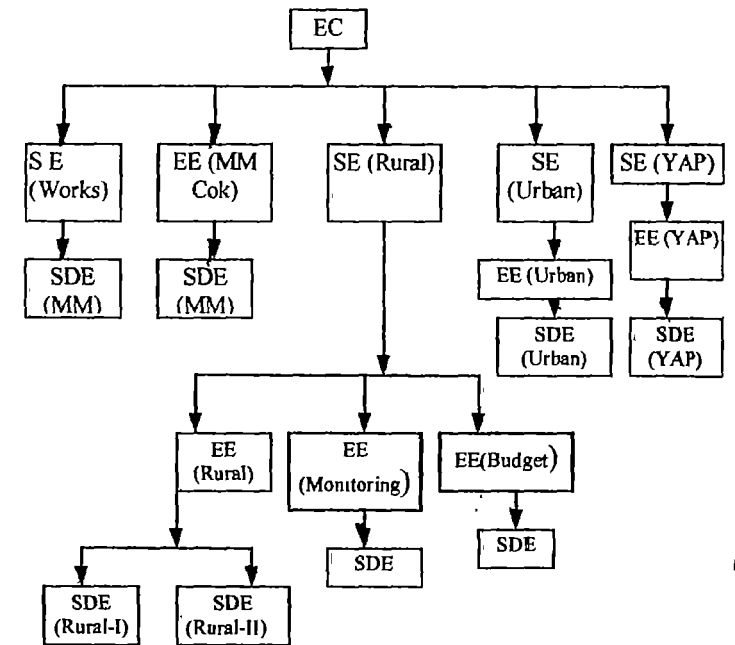 EC
S E
(Works)
EE (MM
Cok)
SE (Rural)
SE
(Urban)
SE (YAP)
EE (YAP)
SDE
(MM)
SDE
(MM)
EE (Urban)
SDE
(Urban)
SDE
(YAP)
EE
(Rural)
EE
(Monitoring)
EE(Budget)
SDE
SDE
SDE
(Rural-I)
SDE
(Rural-II)